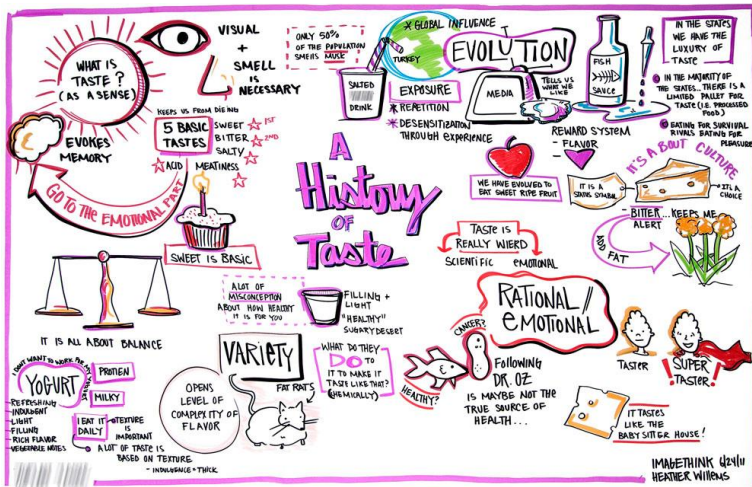 WHAT IS
TASTE?
(AS A SENSE)
VISUAL
+
SMELL
IS
NECESSARY
EVOKES
MEMORY
GO TO THE EMOTIONAL PART
KEEPS US FROM DIEING
5 BASIC
TASTES
SWEET 1ST
BITTER 2ND
SALTY
ACID
MEATINESS
SWEET IS BASIC
IT IS ALL ABOUT BALANCE
ONLY 50%
OF THE POPULATION
SMELLS MUSK
* GLOBAL INFLUENCE
TURKEY
SALTED
DRINK
EVOLUTION
EXPOSURE
* REPETITION
* DESENSITIZATION
THROUGH EXPERIENCE
MEDIA
TELLS US
WHAT WE
LIKE
FISH
SAUCE
REWARD SYSTEM
- FLAVOR
-
WE HAVE EVOLVED TO
EAT SWEET RIPE FRUIT
IN THE STATES
WE HAVE THE
LUXURY OF
TASTE
IN THE MAJORITY OF
THE STATES...THERE IS A
LIMITED PALLET FOR
TASTE (I.E. PROCESSED
FOOD)
EATING FOR SURVIVAL
RIVALS EATING FOR
PLEASURE
IT'S ABOUT CULTURE
IT IS A
STATUS SYMBOL
IT'S A
CHOICE
BITTER...KEEPS ME
ALERT
ADD FAT
A
History
OF
Taste
TASTE IS
REALLY WIERD
SCIENTIFIC EMOTIONAL
A LOT OF
MISCONCEPTION
ABOUT HOW HEALTHY
IT IS FOR YOU
FILLING +
LIGHT
"HEALTHY"
SUGARY DESERT
RATIONAL//
EMOTIONAL
TASTER
SUPER
TASTER!
YOGURT
I DON'T WANT TO WORK FOR MY
PROTIEN
MILKY
- REFRESHING
- INDULGENT
- LIGHT
- FILLING
- RICH FLAVOR
- VEGETABLE NOTES
I EAT IT
DAILY
TEXTURE
IS
IMPORTANT
A LOT OF TASTE IS
BASED ON TEXTURE
- INDULGENCE = THICK
VARIETY
OPENS
LEVEL OF
COMPLEXITY OF
FLAVOR
FAT RATS
WHAT DO THEY
DO TO
IT TO MAKE IT
TASTE LIKE THAT?
(CHEMICALLY)
CANCER?
HEALTHY?
FOLLOWING
DR. OZ
IS MAYBE NOT THE
TRUE SOURCE OF
HEALTH...
IT TASTES
LIKE THE
BABYSITTER HOUSE!
IMAGETHINK 6/24/11
HEATHER WILLEMS